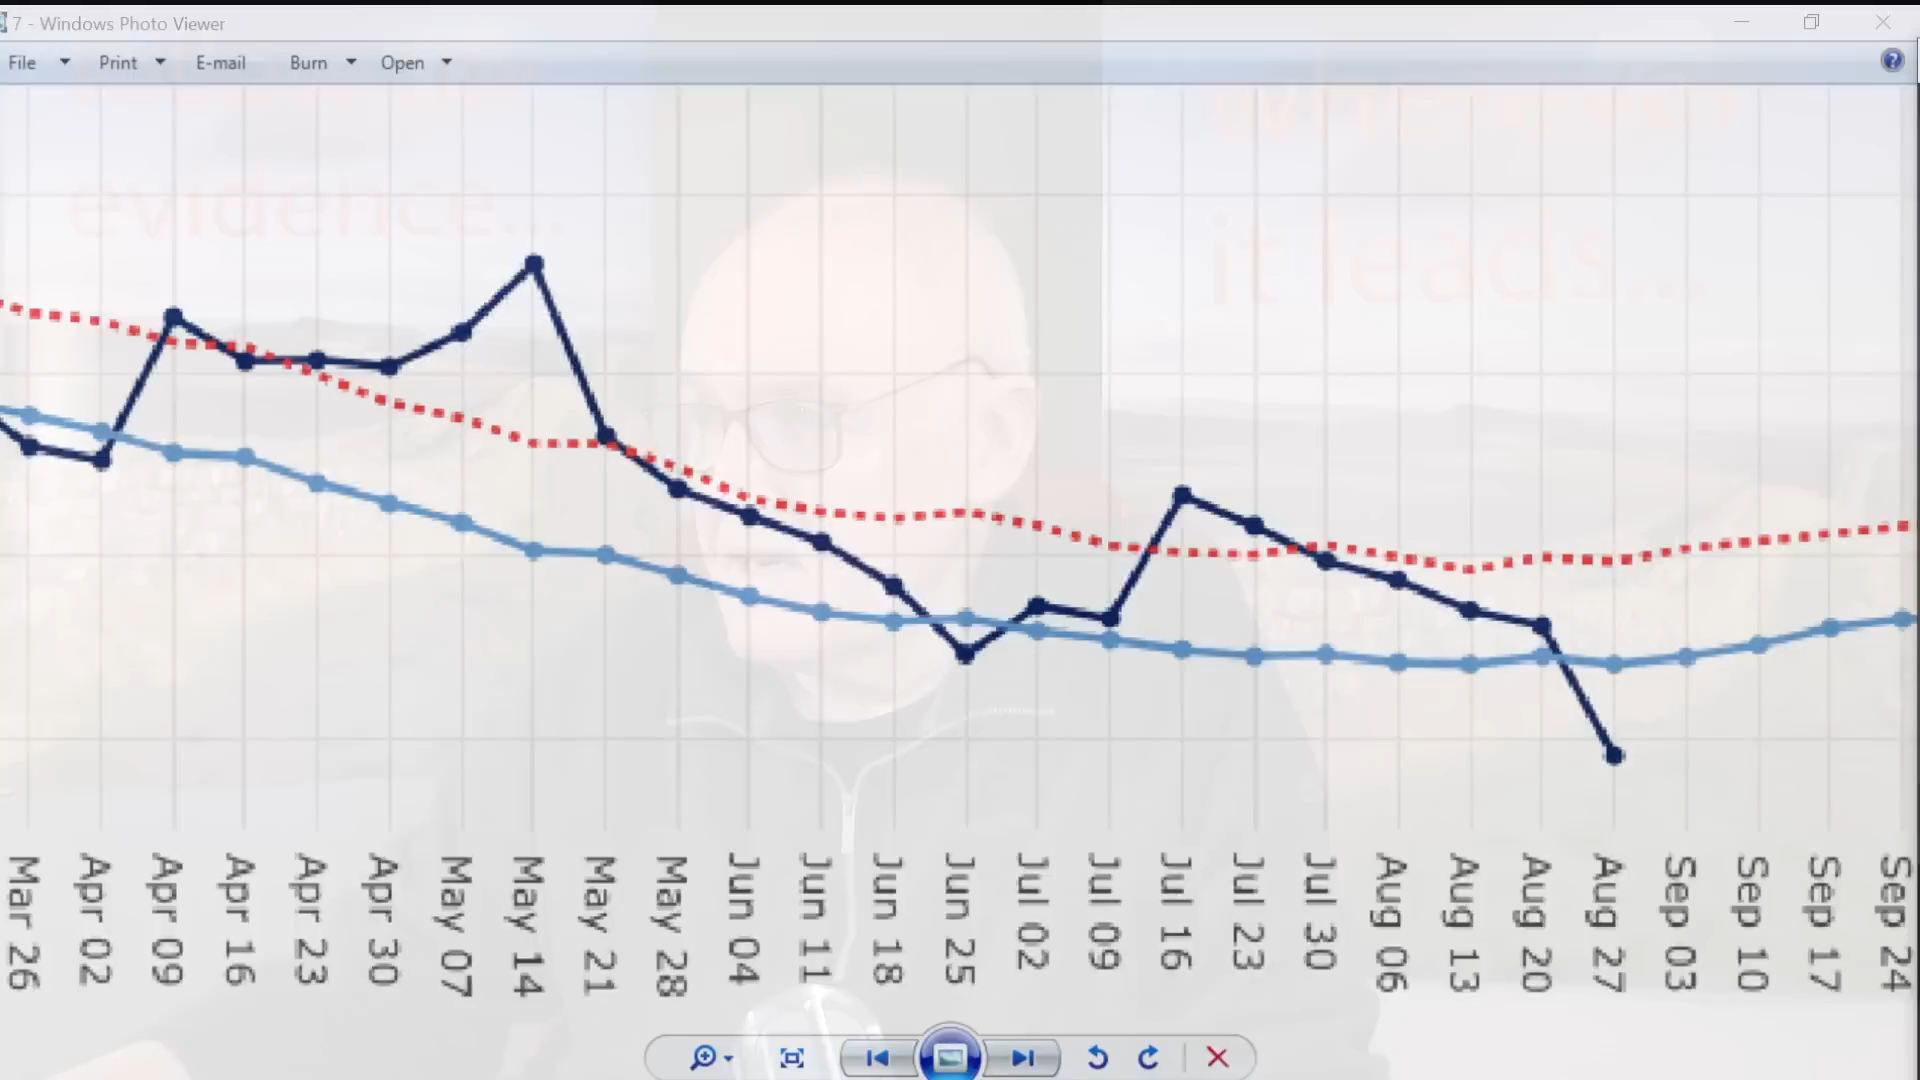 7 - Windows Photo Viewer
File Print E-mail Burn Open
evidence...
it leads...
Mar 26
Apr 02
Apr 09
Apr 16
Apr 23
Apr 30
May 07
May 14
May 21
May 28
Jun 04
Jun 11
Jun 18
Jun 25
Jul 02
Jul 09
Jul 16
Jul 23
Jul 30
Aug 06
Aug 13
Aug 20
Aug 27
Sep 03
Sep 10
Sep 17
Sep 24